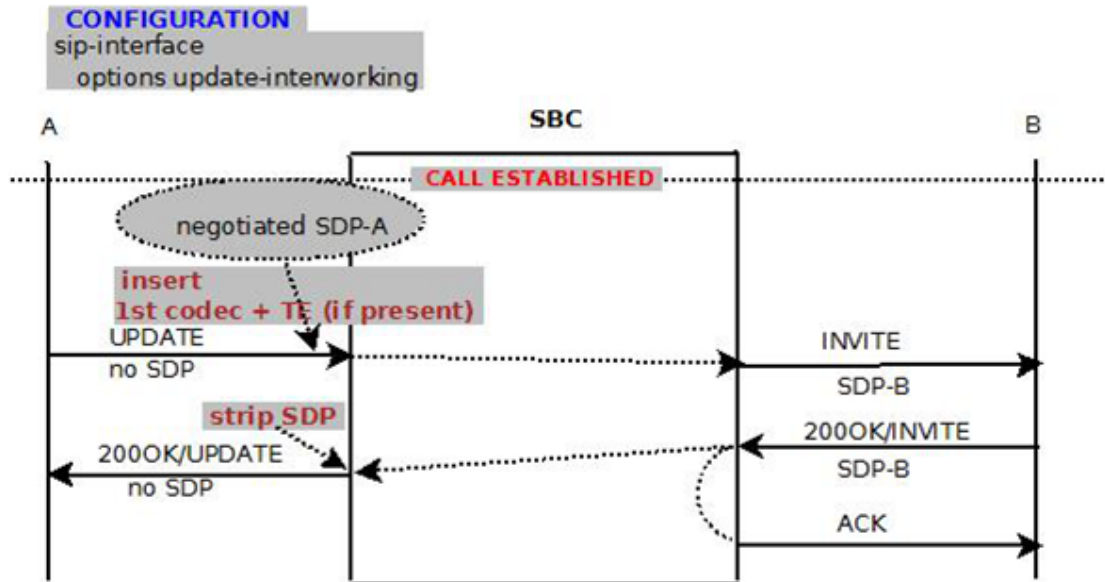 CONFIGURATION
sip-interface
options update-interworking
SBC
A
B
CALL ESTABLISHED
negotiated SDP-A
insert
1st codec + TE (if present)
UPDATE
no SDP
INVITE
SDP-B
strip SDP
200OK/UPDATE
no SDP
200OK/INVITE
SDP-B
ACK